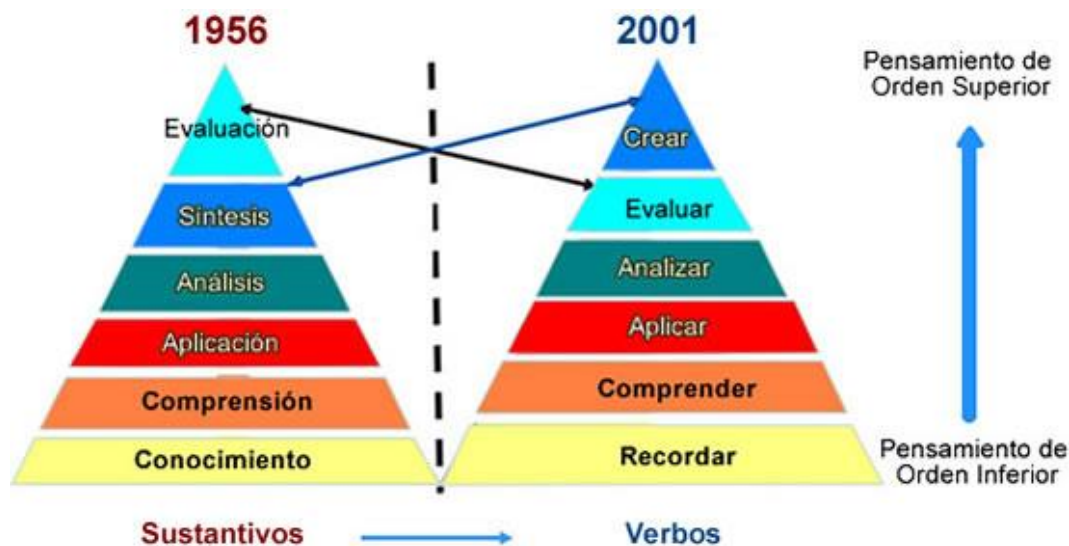 1956
Evaluación
Síntesis
Análisis
Aplicación
Comprensión
Conocimiento
Sustantivos
2001
Crear
Evaluar
Analizar
Aplicar
Comprender
Recordar
Verbos
Pensamiento de
Orden Superior
Pensamiento de
Orden Inferior